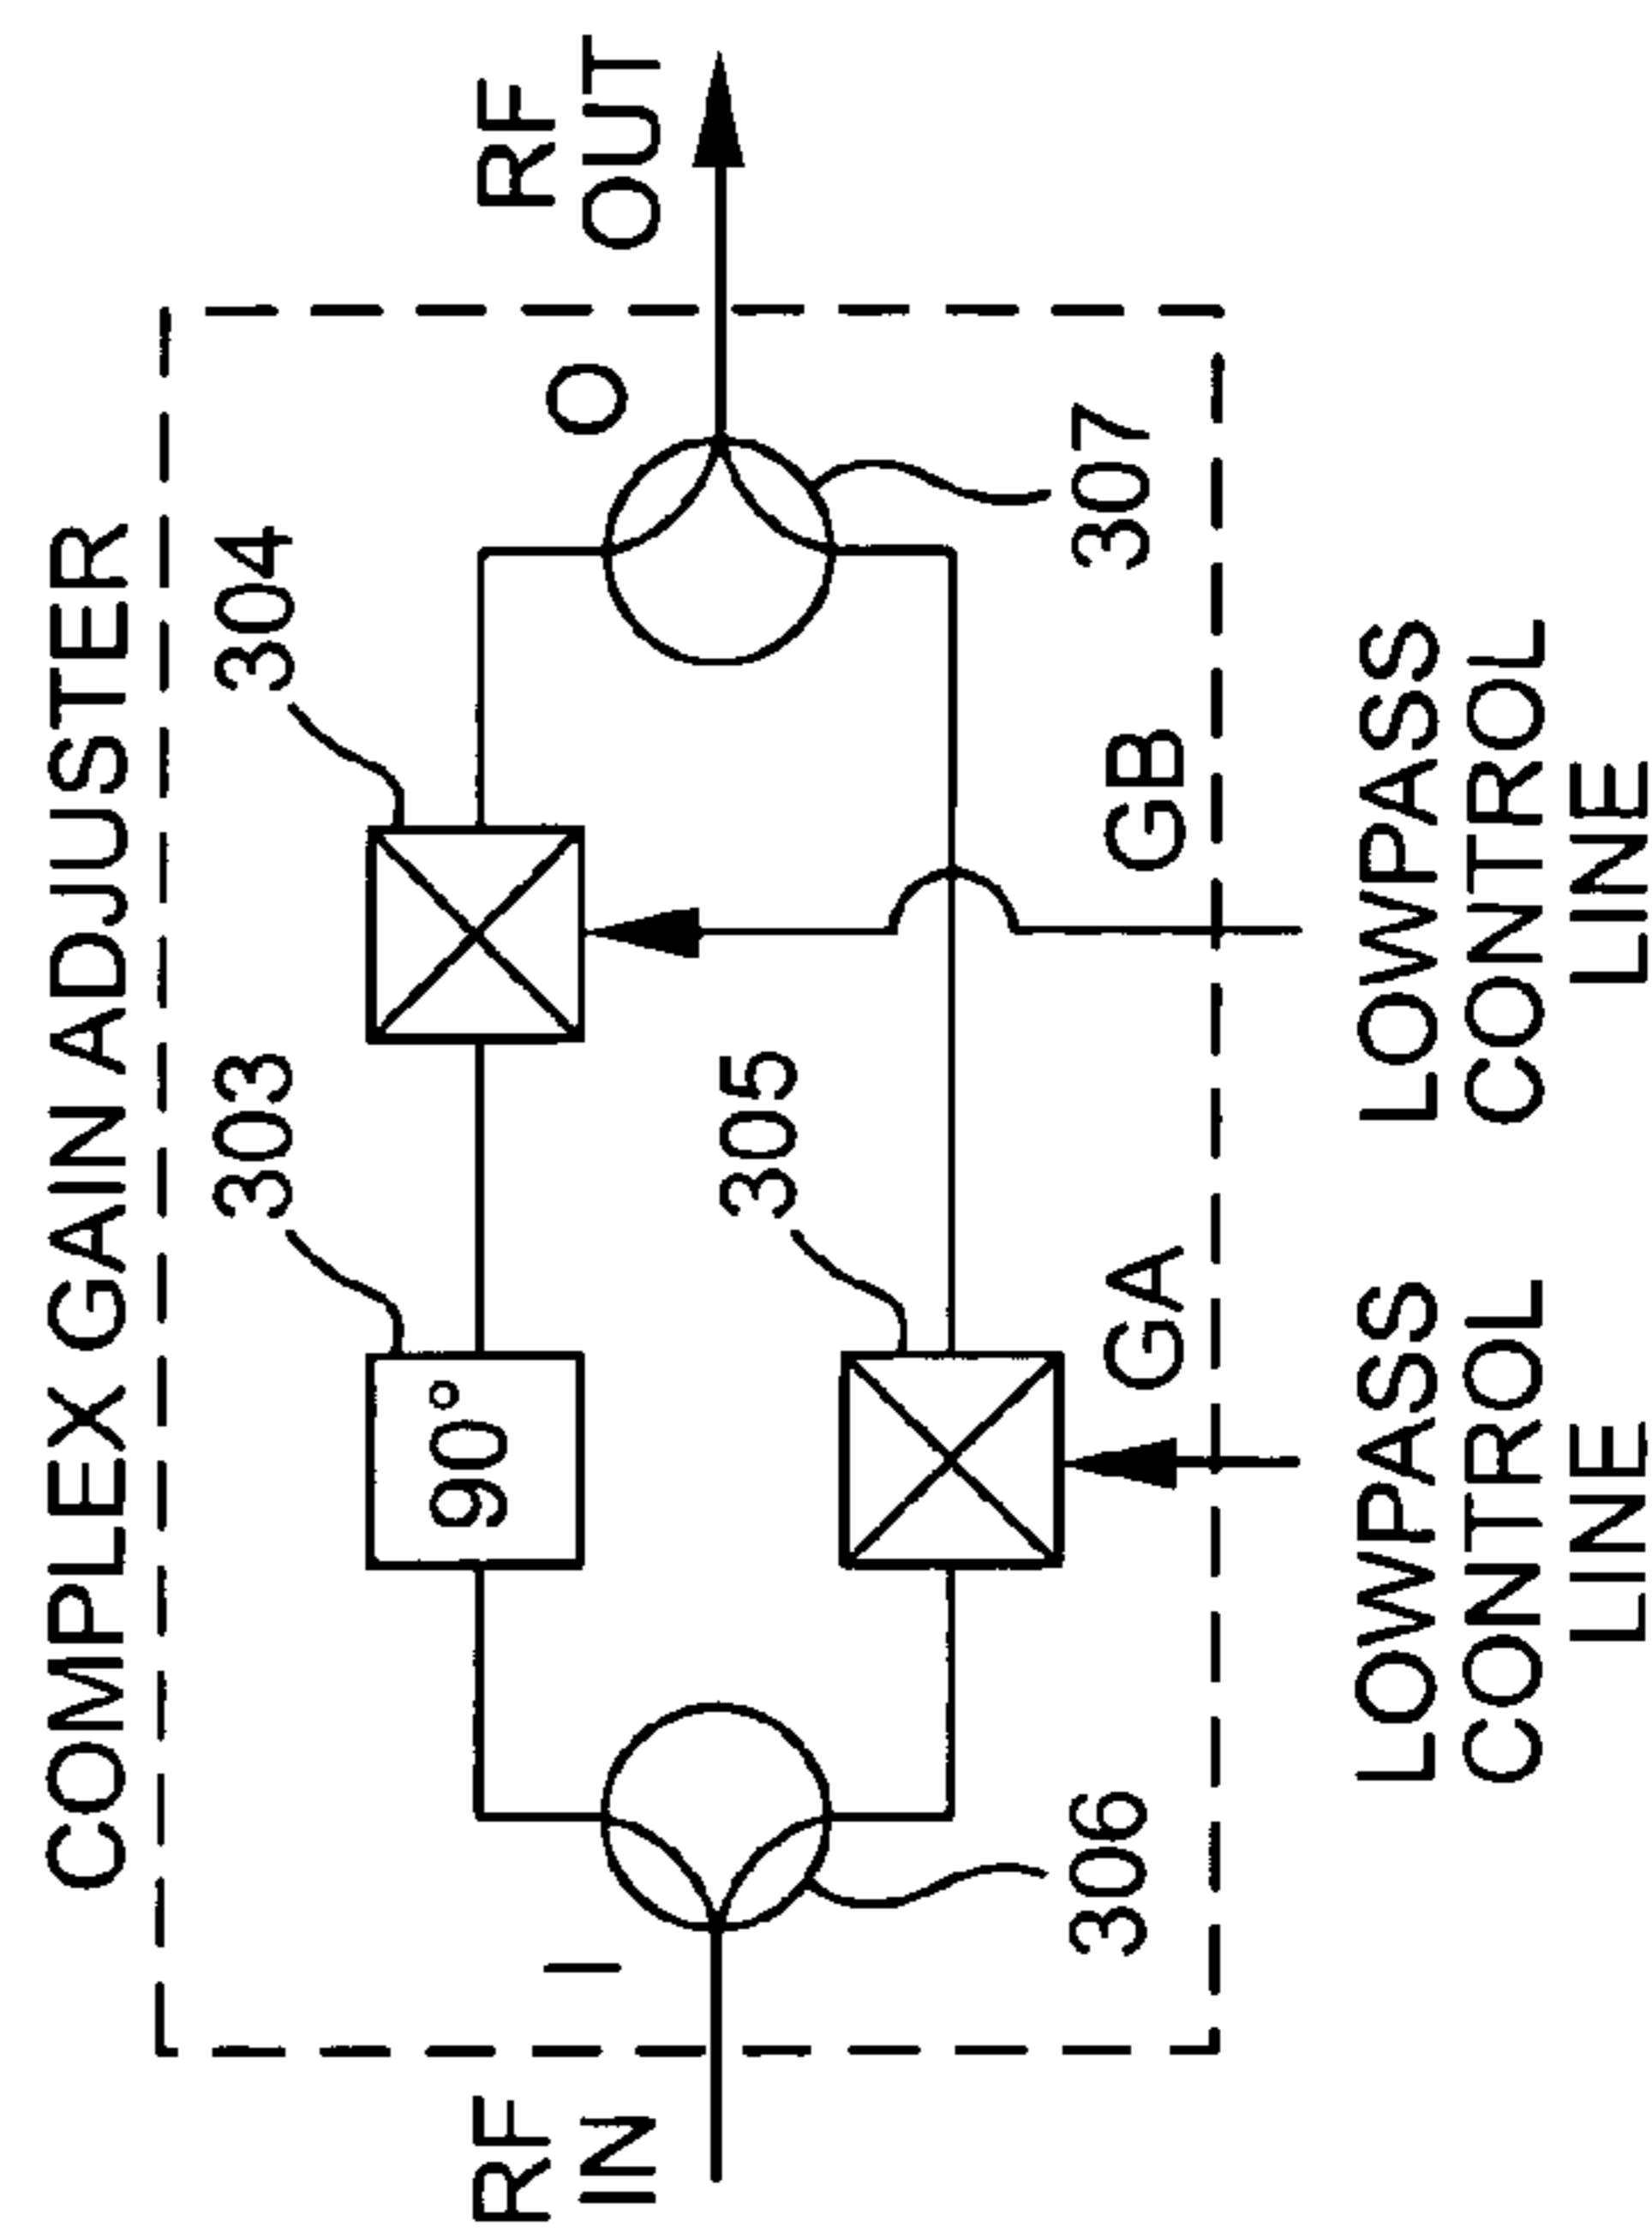 COMPLEX GAIN ADJUSTER
303
304
90°
RF
IN
I
O
RF
OUT
305
306
307
GA
GB
LOWPASS
CONTROL
LINE
LOWPASS
CONTROL
LINE